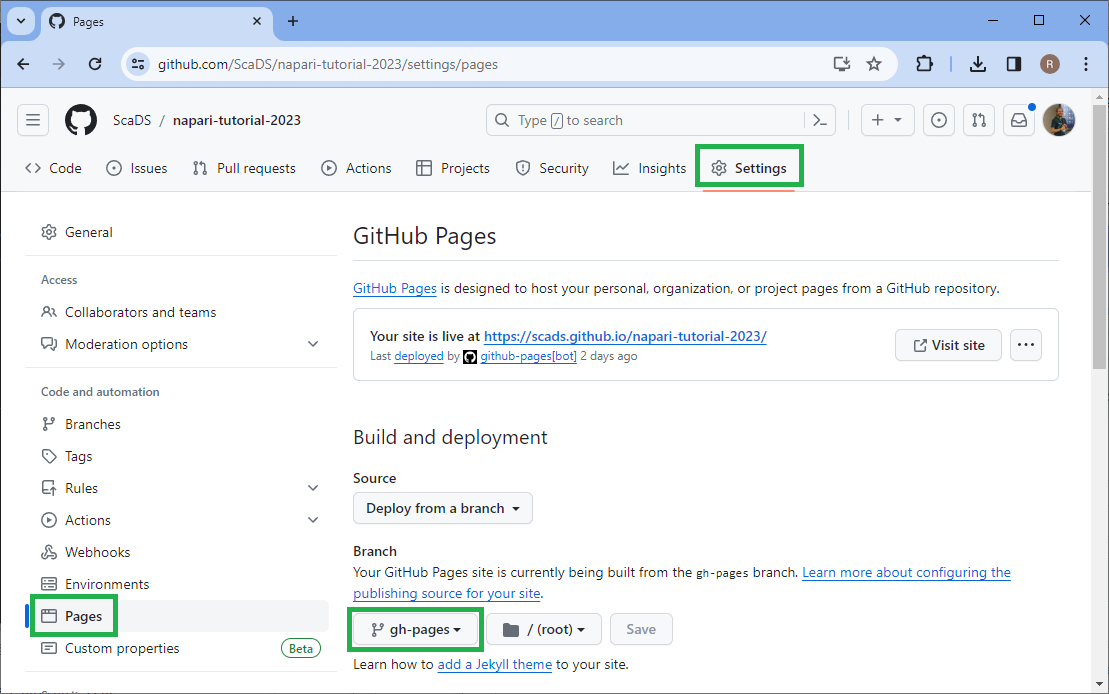 Pages
github.com/ScaDS/napari-tutorial-2023/settings/pages
R
ScaDS / napari-tutorial-2023
Type / to search
Code Issues Pull requests Actions Projects Security Insights Settings
General
Access
Collaborators and teams
Moderation options
Code and automation
Branches
Tags
Rules
Actions
Webhooks
Environments
Pages
Custom properties Beta
GitHub Pages
GitHub Pages is designed to host your personal, organization, or project pages from a GitHub repository.
Your site is live at https://scads.github.io/napari-tutorial-2023/
Last deployed by github-pages[bot] 2 days ago
Visit site
Build and deployment
Source
Deploy from a branch
Branch
Your GitHub Pages site is currently being built from the gh-pages branch. Learn more about configuring the
publishing source for your site.
gh-pages / (root) Save
Learn how to add a Jekyll theme to your site.